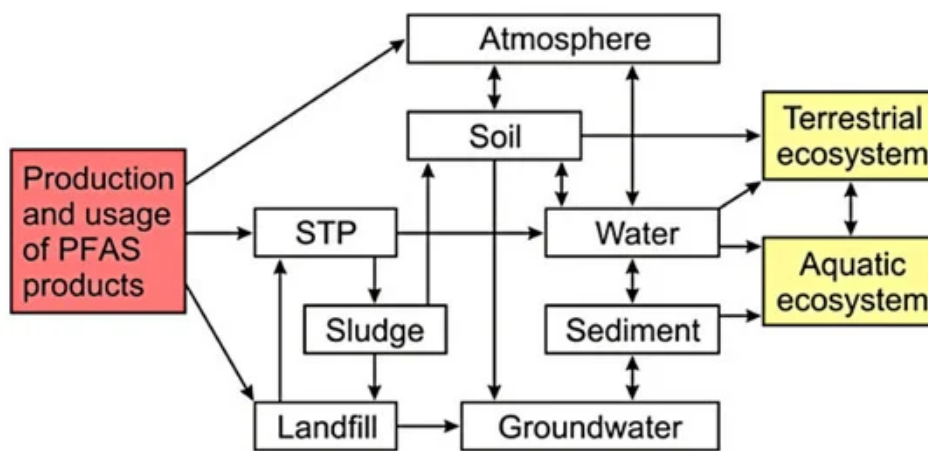 Atmosphere
Soil
Terrestrial
ecosystem
Production
and usage
of PFAS
products
STP
Water
Aquatic
ecosystem
Sludge
Sediment
Landfill
Groundwater